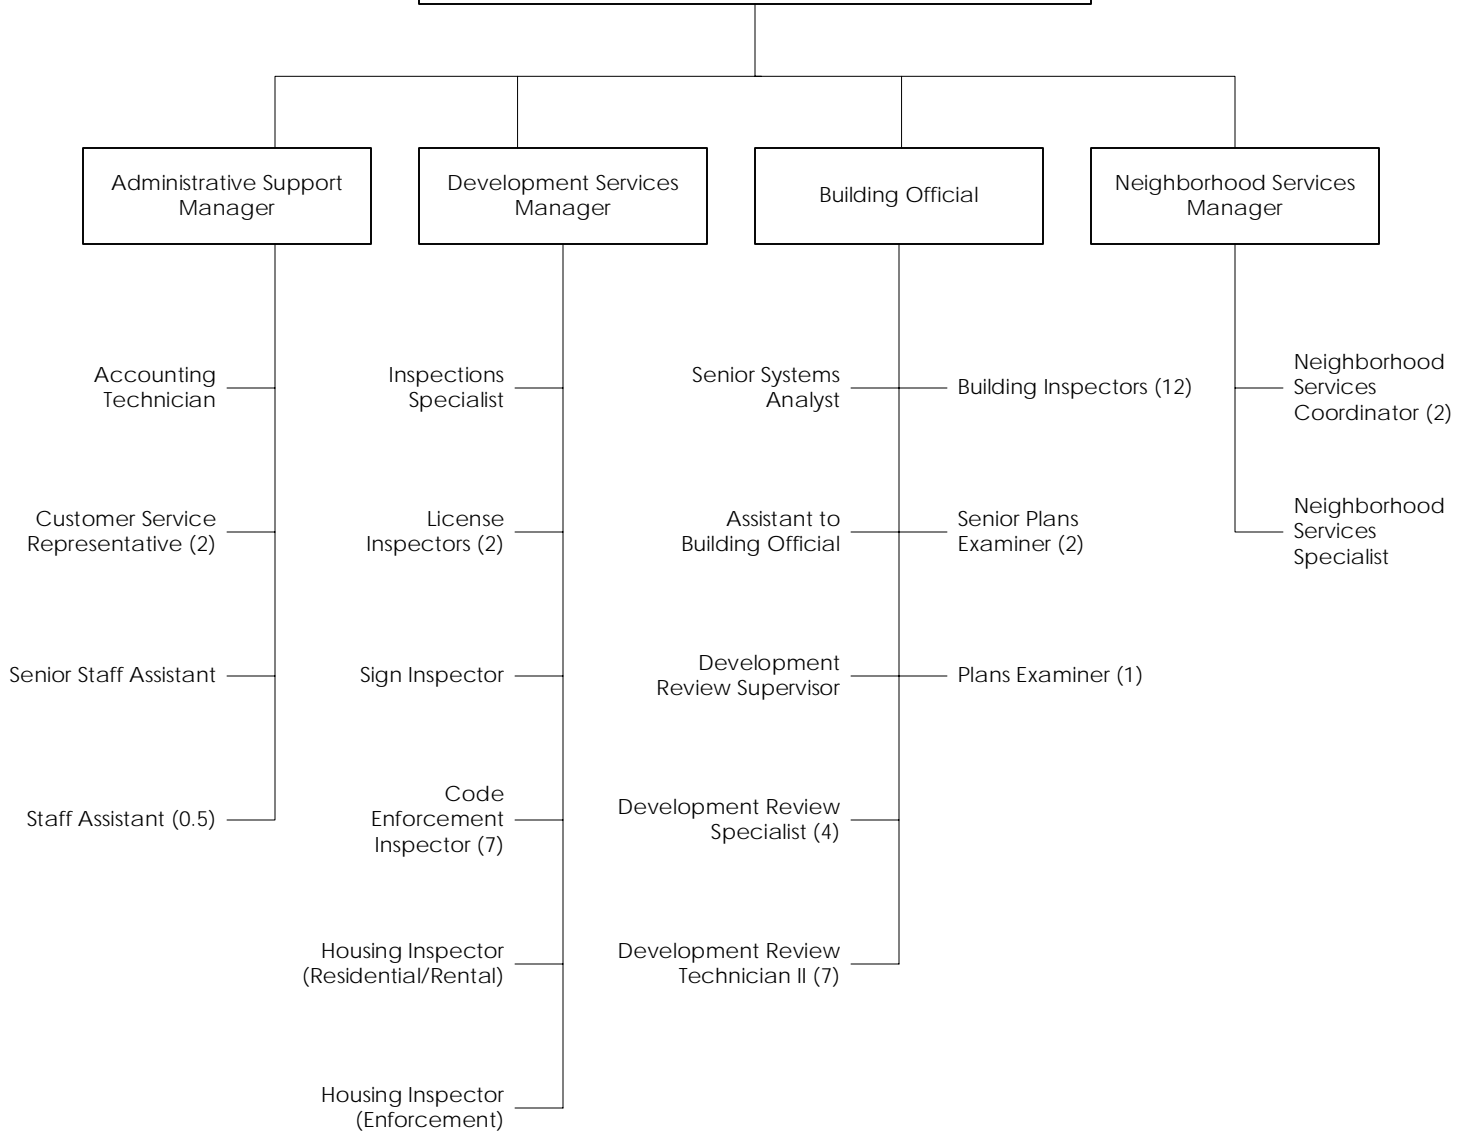 Administrative Support
Manager
Development Services
Manager
Building Official
Neighborhood Services
Manager
Accounting
Technician
Customer Service
Representative (2)
Senior Staff Assistant
Staff Assistant (0.5)
Inspections
Specialist
License
Inspectors (2)
Sign Inspector
Code
Enforcement
Inspector (7)
Housing Inspector
(Residential/Rental)
Housing Inspector
(Enforcement)
Senior Systems
Analyst
Assistant to
Building Official
Development
Review Supervisor
Development Review
Specialist (4)
Development Review
Technician II (7)
Building Inspectors (12)
Senior Plans
Examiner (2)
Plans Examiner (1)
Neighborhood
Services
Coordinator (2)
Neighborhood
Services
Specialist